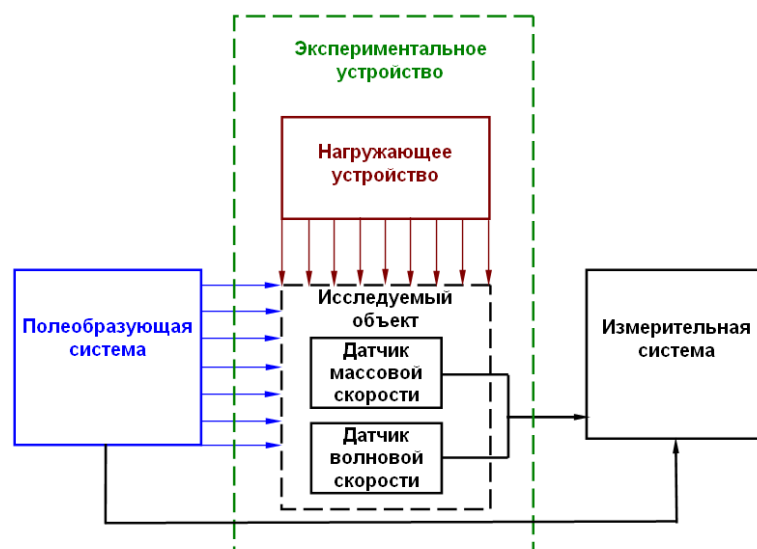 Экспериментальное
устройство
Нагружающее
устройство
Полеобразующая
система
Исследуемый
объект
Датчик
массовой
скорости
Датчик
волновой
скорости
Измерительная
система